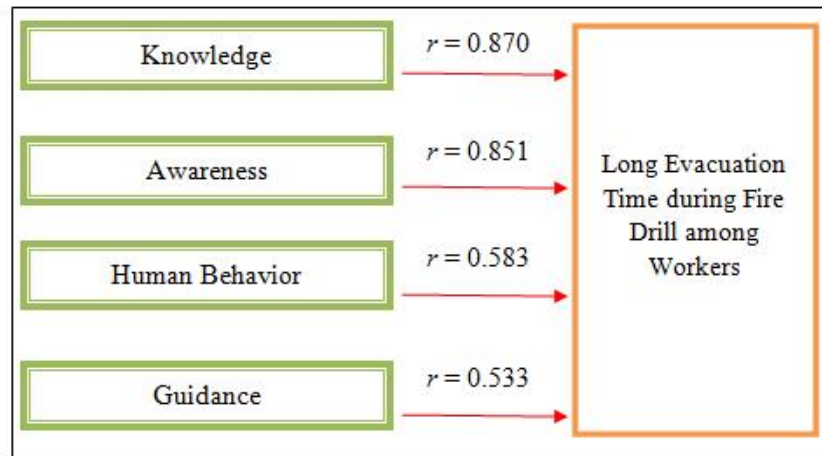 Knowledge
r = 0.870
Awareness
r = 0.851
Human Behavior
r = 0.583
Guidance
r = 0.533
Long Evacuation
Time during Fire
Drill among
Workers